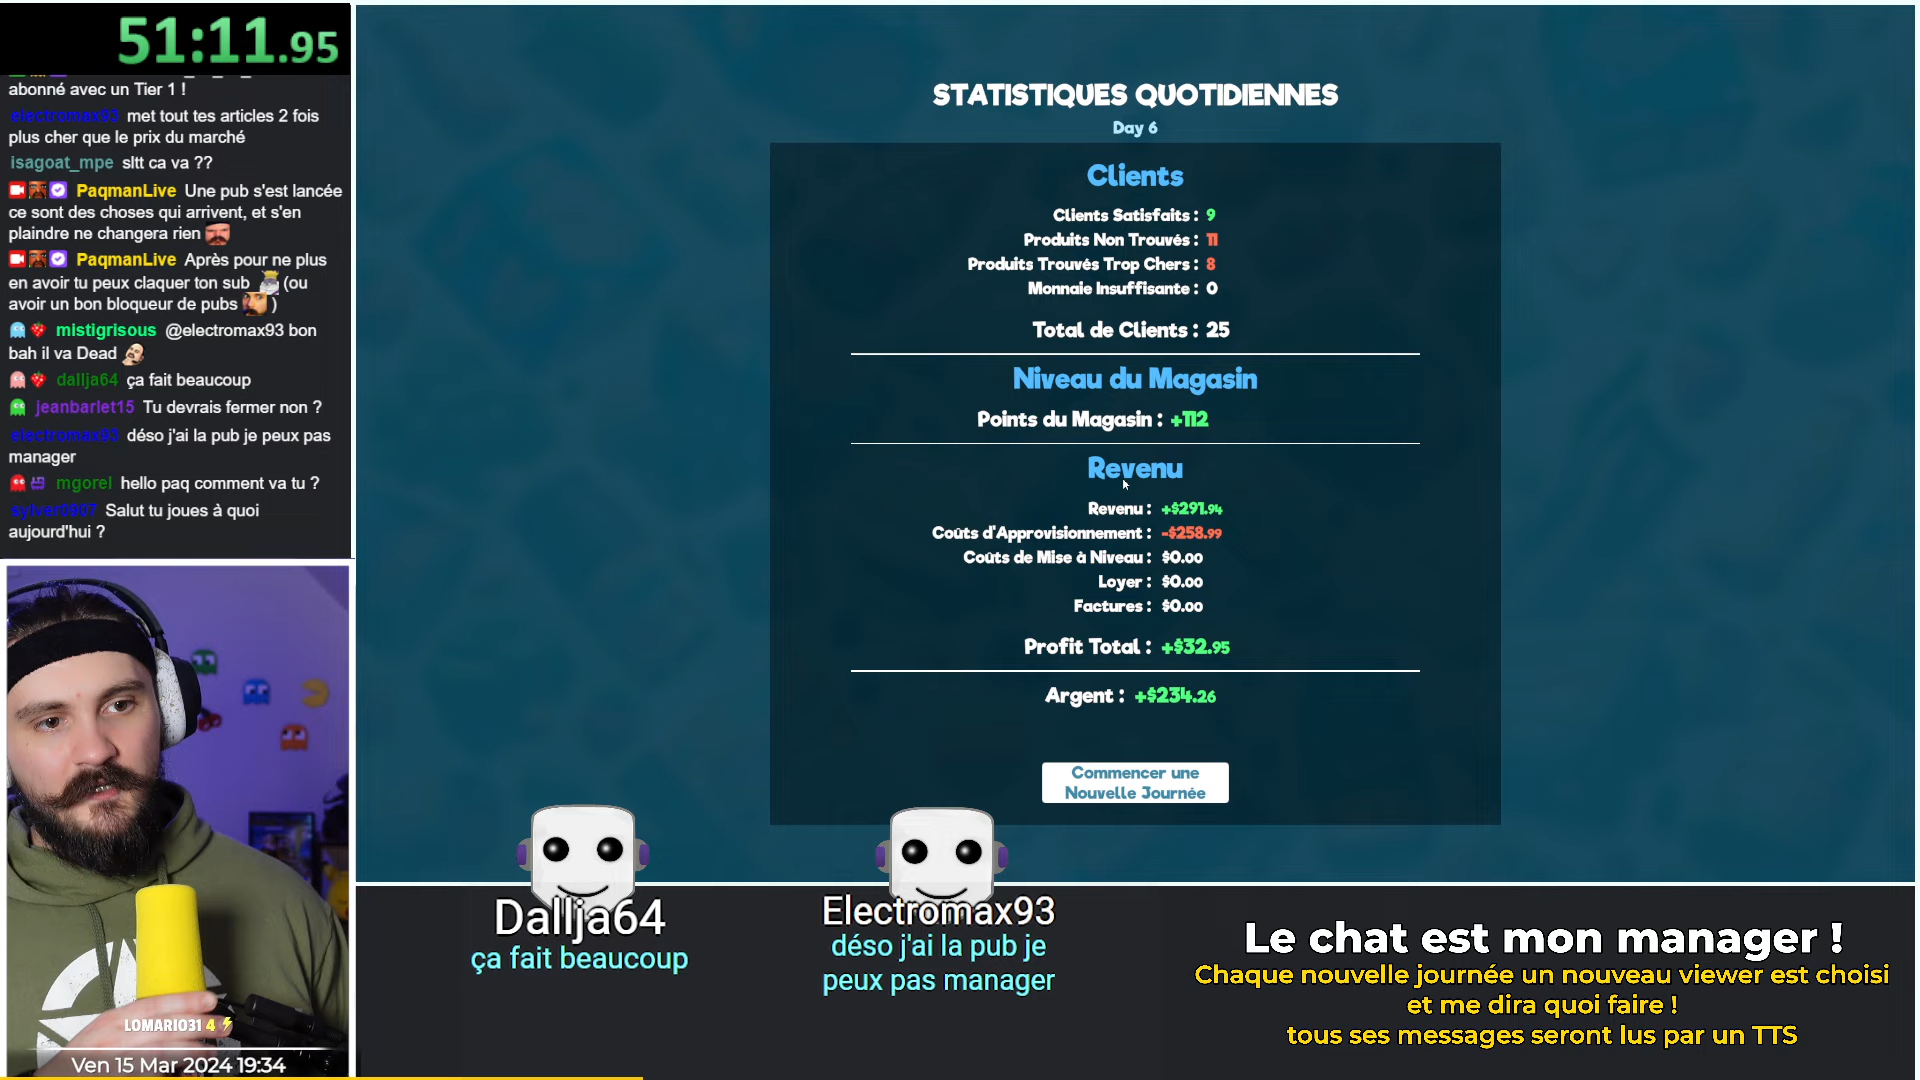 51:11.95
abonné avec un Tier 1 !
electromax93 met tout tes articles 2 fois
plus cher que le prix du marché
isagoat_mpe sltt ca va ??
PaqmanLive Une pub s'est lancée
ce sont des choses qui arrivent, et s'en
plaindre ne changera rien
PaqmanLive Après pour ne plus
en avoir tu peux claquer ton sub (ou
avoir un bon bloqueur de pubs )
mistigrisous @electromax93 bon
bah il va Dead
dallja64 ça fait beaucoup
jeanbarlet15 Tu devrais fermer non ?
electromax93 déso j'ai la pub je peux pas
manager
mgorel hello paq comment va tu ?
sylver0907 Salut tu joues à quoi
aujourd'hui ?
LOMARIO31 4
Ven 15 Mar 2024 19:34
STATISTIQUES QUOTIDIENNES
Day 6
Clients
Clients Satisfaits : 9
Produits Non Trouvés : 11
Produits Trouvés Trop Chers : 8
Monnaie Insuffisante : 0
Total de Clients : 25
Niveau du Magasin
Points du Magasin : +112
Revenu
Revenu : +$291.94
Coûts d'Approvisionnement : -$258.99
Coûts de Mise à Niveau : $0.00
Loyer : $0.00
Factures : $0.00
Profit Total : +$32.95
Argent : +$234.26
Commencer une
Nouvelle Journée
Dallja64
ça fait beaucoup
Electromax93
déso j'ai la pub je
peux pas manager
Le chat est mon manager !
Chaque nouvelle journée un nouveau viewer est choisi
et me dira quoi faire !
tous ses messages seront lus par un TTS